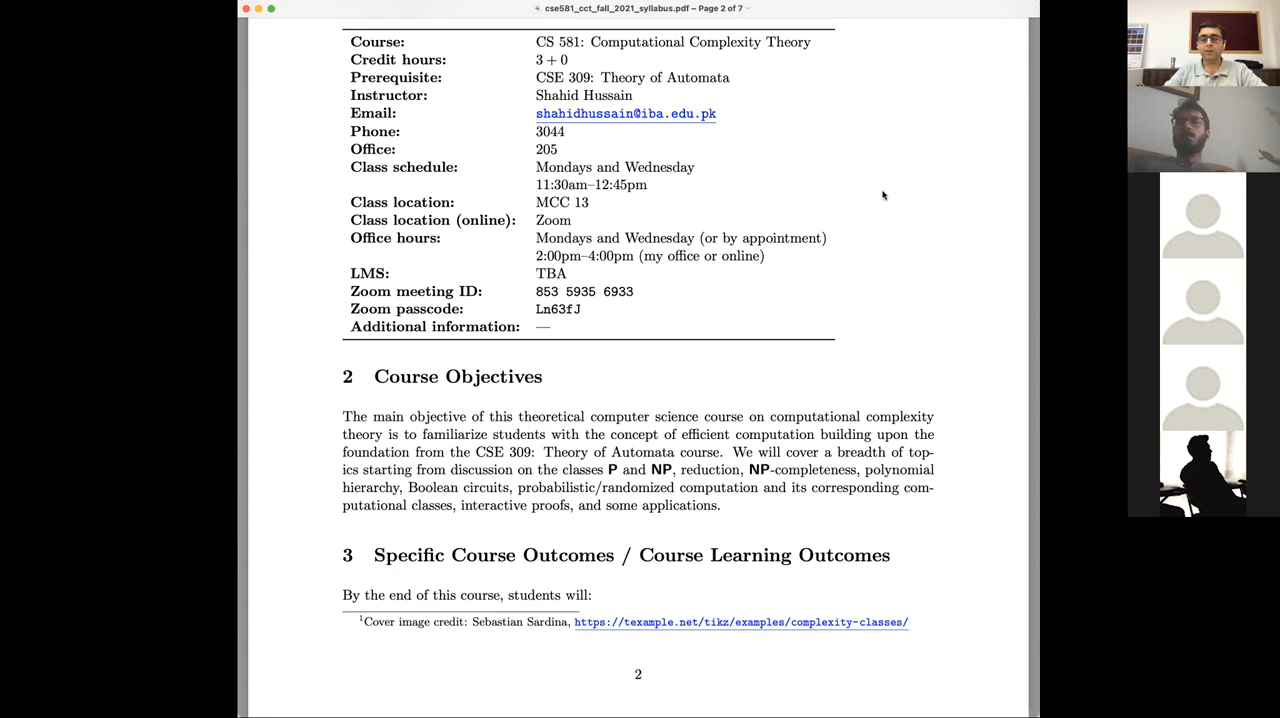 cse581_cct_fall_2021_syllabus.pdf – Page 2 of 7
Course: CS 581: Computational Complexity Theory
Credit hours: 3 + 0
Prerequisite: CSE 309: Theory of Automata
Instructor: Shahid Hussain
Email: shahidhussain@iba.edu.pk
Phone: 3044
Office: 205
Class schedule: Mondays and Wednesday
11:30am–12:45pm
Class location: MCC 13
Class location (online): Zoom
Office hours: Mondays and Wednesday (or by appointment)
2:00pm–4:00pm (my office or online)
LMS: TBA
Zoom meeting ID: 853 5935 6933
Zoom passcode: Ln63fJ
Additional information: —
2 Course Objectives
The main objective of this theoretical computer science course on computational complexity
theory is to familiarize students with the concept of efficient computation building upon the
foundation from the CSE 309: Theory of Automata course. We will cover a breadth of top-
ics starting from discussion on the classes P and NP, reduction, NP-completeness, polynomial
hierarchy, Boolean circuits, probabilistic/randomized computation and its corresponding com-
putational classes, interactive proofs, and some applications.
3 Specific Course Outcomes / Course Learning Outcomes
By the end of this course, students will:
1Cover image credit: Sebastian Sardina, https://texample.net/tikz/examples/complexity-classes/
2